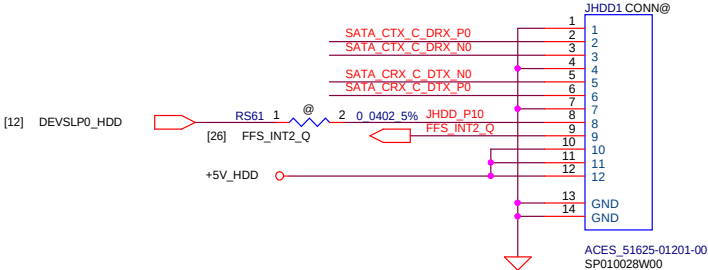 JHDD1 CONN@
1 1
SATA_CTX_C_DRX_P0 2 2
SATA_CTX_C_DRX_N0 3 3
4 4
SATA_CRX_C_DTX_N0 5 5
SATA_CRX_C_DTX_P0 6 6
7 7
[12] DEVSLP0_HDD RS61 1 @ 2 0_0402_5% JHDD_P10 8 8
[26] FFS_INT2_Q FFS_INT2_Q 9 9
10 10
11 11
+5V_HDD 12 12
13 GND
14 GND
ACES_51625-01201-00
SP010028W00